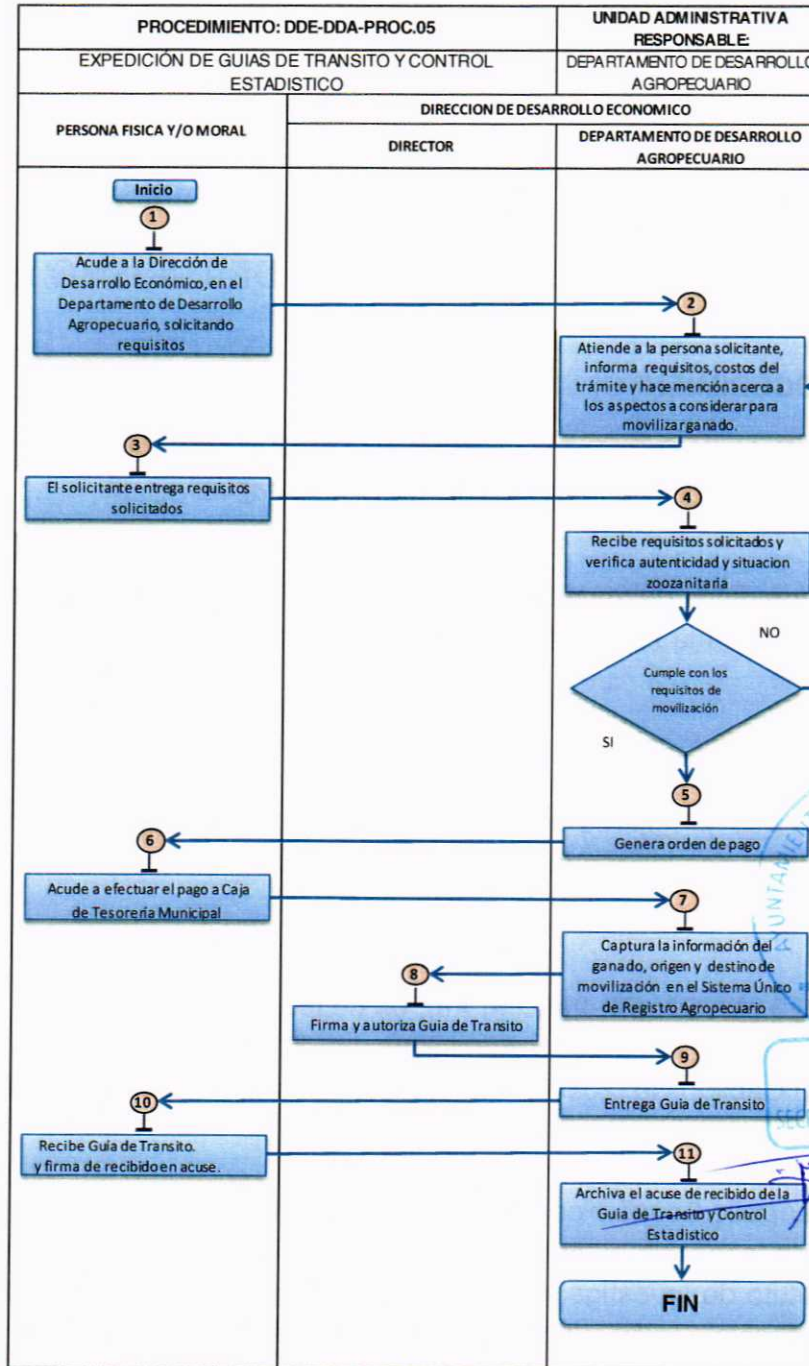 PROCEDIMIENTO: DDE-DDA-PROC.05
UNIDAD ADMINISTRATIVA
RESPONSABLE:
EXPEDICIÓN DE GUIAS DE TRANSITO Y CONTROL
ESTADISTICO
DEPARTAMENTO DE DESARROLLO
AGROPECUARIO
PERSONA FISICA Y/O MORAL
DIRECCION DE DESARROLLO ECONOMICO
DIRECTOR
DEPARTAMENTO DE DESARROLLO
AGROPECUARIO
Inicio
1
Acude a la Dirección de
Desarrollo Económico, en el
Departamento de Desarrollo
Agropecuario, solicitando
requisitos
2
Atiende a la persona solicitante,
informa requisitos, costos del
trámite y hace mención acerca a
los aspectos a considerar para
movilizar ganado.
3
El solicitante entrega requisitos
solicitados
4
Recibe requisitos solicitados y
verifica autenticidad y situacion
zoozanitaria
NO
Cumple con los
requisitos de
movilización
SI
5
Genera orden de pago
6
Acude a efectuar el pago a Caja
de Tesorería Municipal
7
Captura la información del
ganado, origen y destino de
movilización en el Sistema Único
de Registro Agropecuario
8
Firma y autoriza Guia de Transito
9
Entrega Guia de Transito
10
Recibe Guia de Transito.
y firma de recibido en acuse.
11
Archiva el acuse de recibido de la
Guia de Transito y Control
Estadistico
FIN